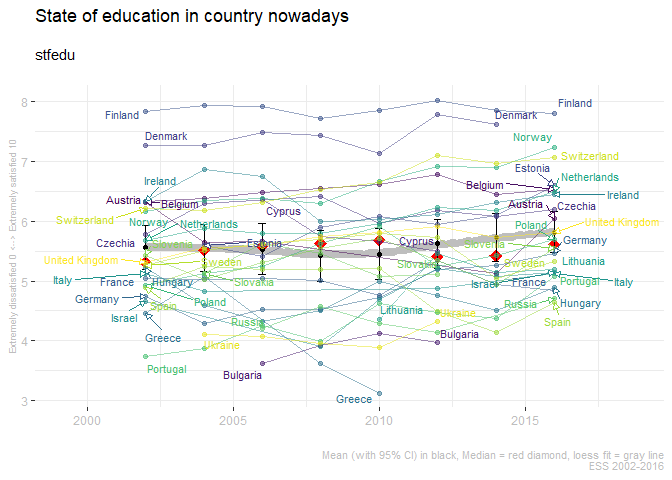 State of education in country nowadays
stfedu
Extremely dissatisfied 0 <--> Extremely satisfied 10
8
7
6
5
4
3
2000
2005
2010
2015
Finland
Finland
Denmark
Denmark
Norway
Switzerland
Estonia
Ireland
Netherlands
Belgium
Ireland
Austria
Belgium
Austria
Czechia
Cyprus
Switzerland
Norway
Netherlands
United Kingdom
Poland
Czechia
Slovenia
Estonia
Cyprus
Slovenia
Germany
United Kingdom
Sweden
Slovakia
Sweden
Lithuania
Italy
France
Hungary
Slovakia
Israel
France
Portugal
Italy
Germany
Spain
Poland
Russia
Hungary
Israel
Russia
Lithuania
Ukraine
Spain
Greece
Ukraine
Bulgaria
Portugal
Bulgaria
Greece
Mean (with 95% CI) in black, Median = red diamond, loess fit = gray line
ESS 2002-2016